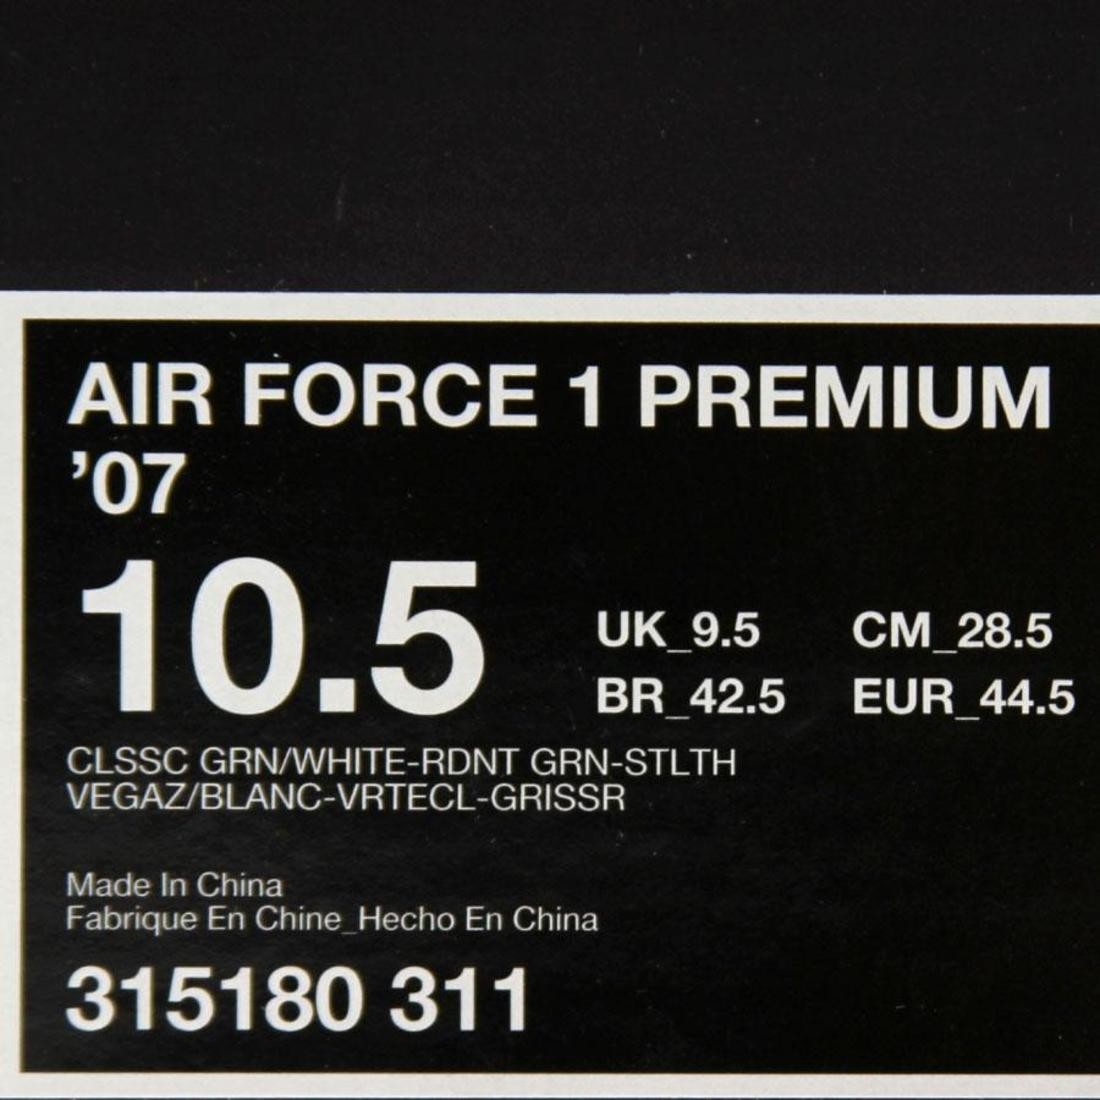 AIR FORCE 1 PREMIUM
’07
10.5
UK_9.5 CM_28.5
BR_42.5 EUR_44.5
CLSSC GRN/WHITE-RDNT GRN-STLTH
VEGAZ/BLANC-VRTECL-GRISSR
Made In China
Fabrique En Chine_Hecho En China
315180 311